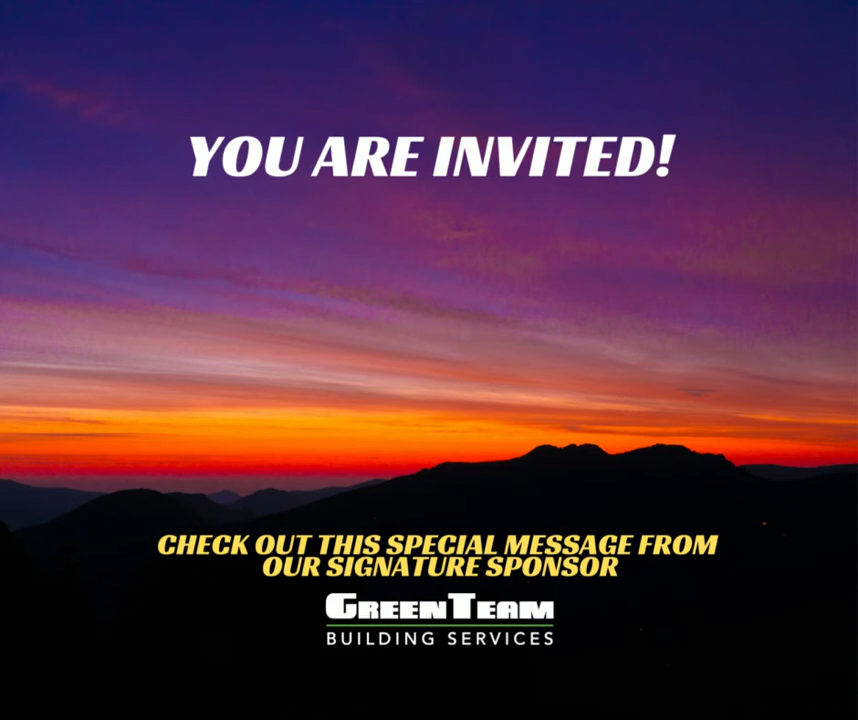 YOU ARE INVITED!
CHECK OUT THIS SPECIAL MESSAGE FROM
OUR SIGNATURE SPONSOR
GREENTEAM
BUILDING SERVICES